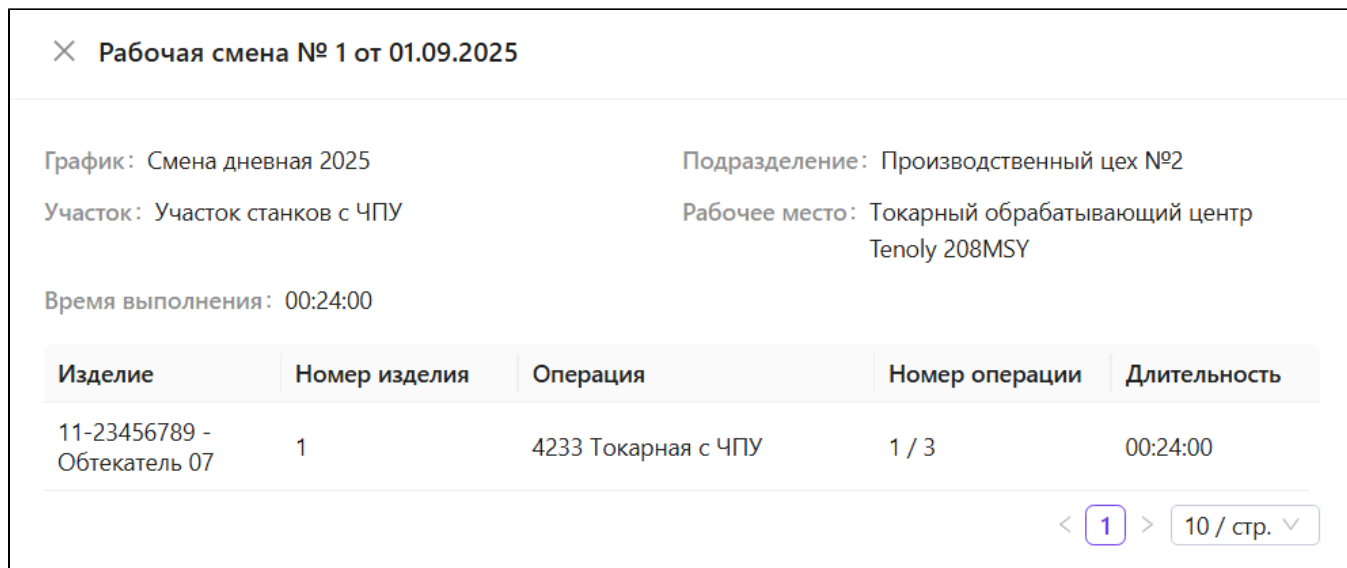 Рабочая смена № 1 от 01.09.2025
График: Смена дневная 2025
Подразделение: Производственный цех №2
Участок: Участок станков с ЧПУ
Рабочее место: Токарный обрабатывающий центр
Tenoly 208MSY
Время выполнения: 00:24:00
Изделие Номер изделия Операция Номер операции Длительность
11-23456789 -
Обтекатель 07
1 4233 Токарная с ЧПУ 1 / 3 00:24:00
< 1 > 10 / стр.